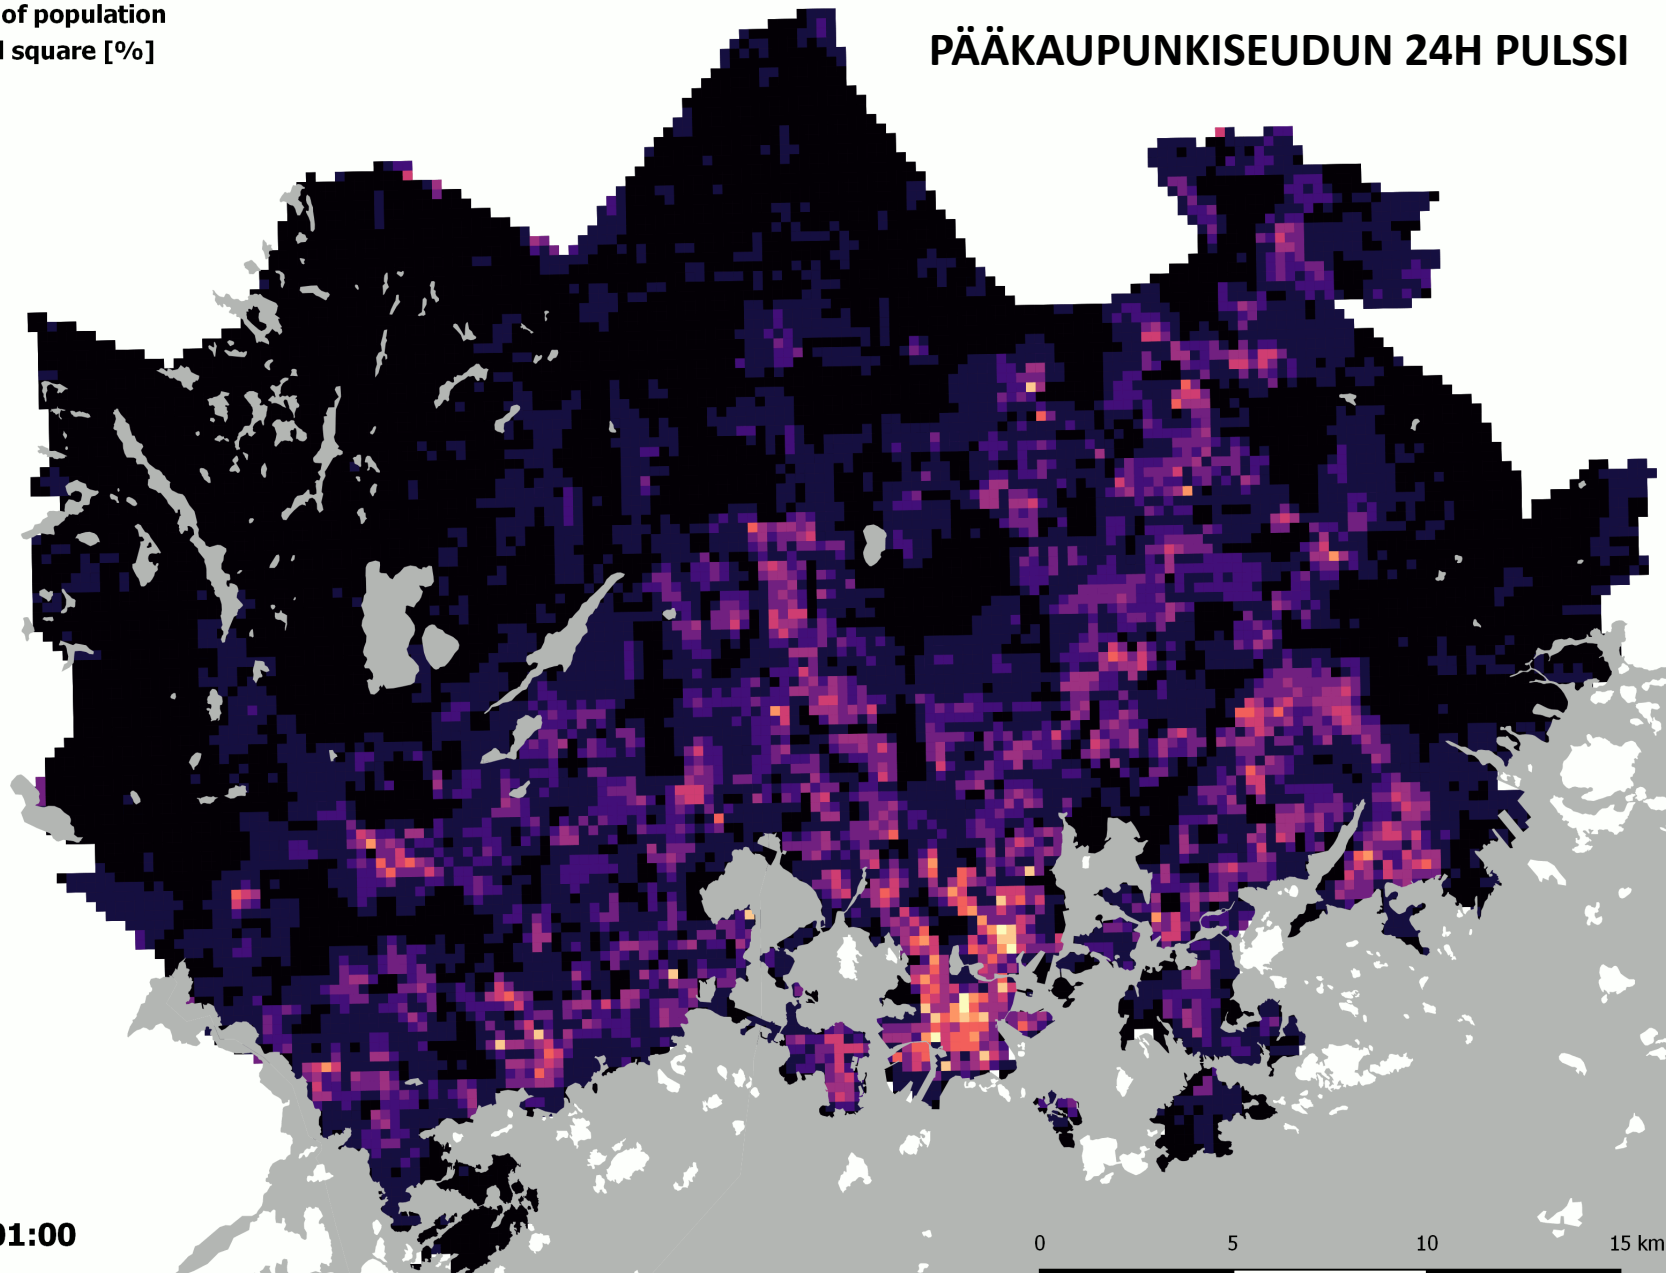 of population
square [%]
PÄÄKAUPUNKISEUDUN 24H PULSSI
01:00
0 5 10 15 km